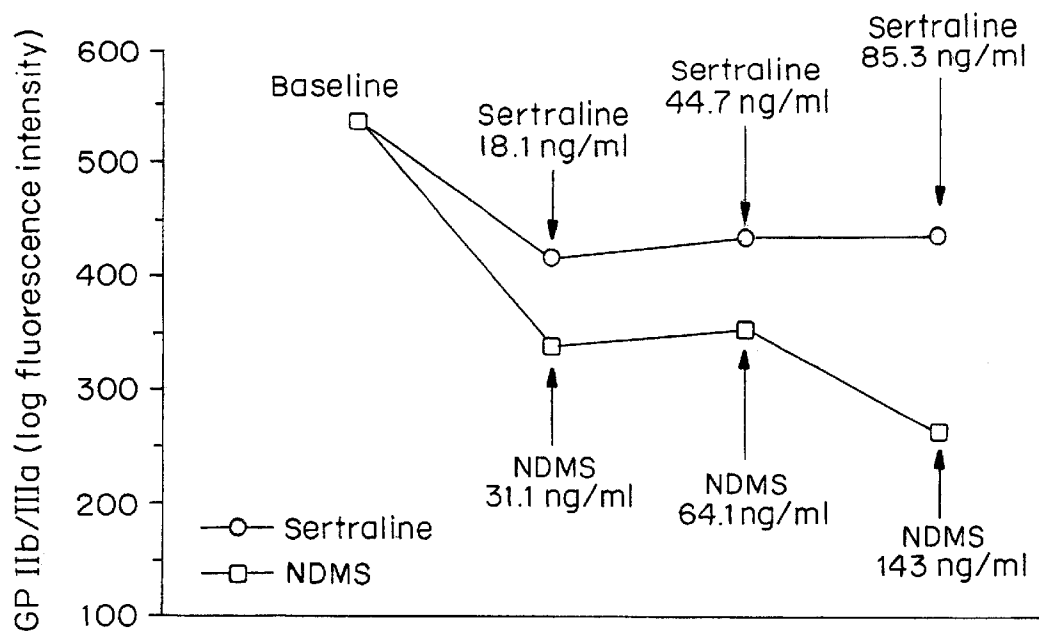 GP IIb/IIIa (log fluorescence intensity)
600
500
400
300
200
100
Baseline
Sertraline
18.1 ng/ml
Sertraline
44.7 ng/ml
Sertraline
85.3 ng/ml
NDMS
31.1 ng/ml
NDMS
64.1 ng/ml
NDMS
143 ng/ml
Sertraline
NDMS